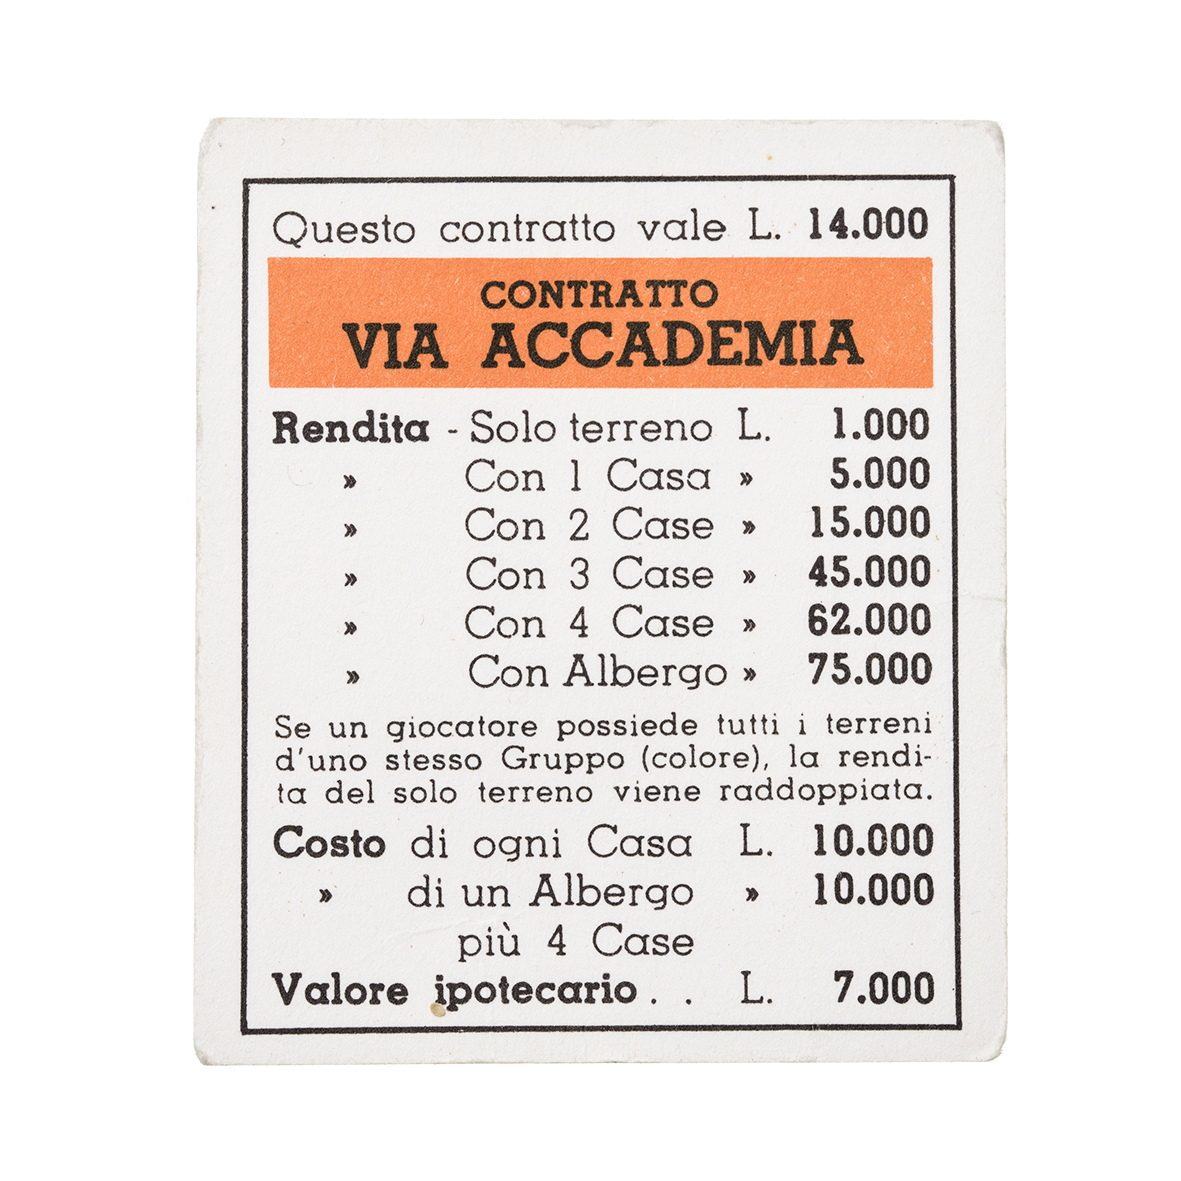 Questo contratto vale L. 14.000
CONTRATTO
VIA ACCADEMIA
Rendita - Solo terreno L. 1.000
» Con 1 Casa » 5.000
» Con 2 Case » 15.000
» Con 3 Case » 45.000
» Con 4 Case » 62.000
» Con Albergo » 75.000
Se un giocatore possiede tutti i terreni
d'uno stesso Gruppo (colore), la rendi-
ta del solo terreno viene raddoppiata.
Costo di ogni Casa L. 10.000
» di un Albergo » 10.000
più 4 Case
Valore ipotecario . . L. 7.000